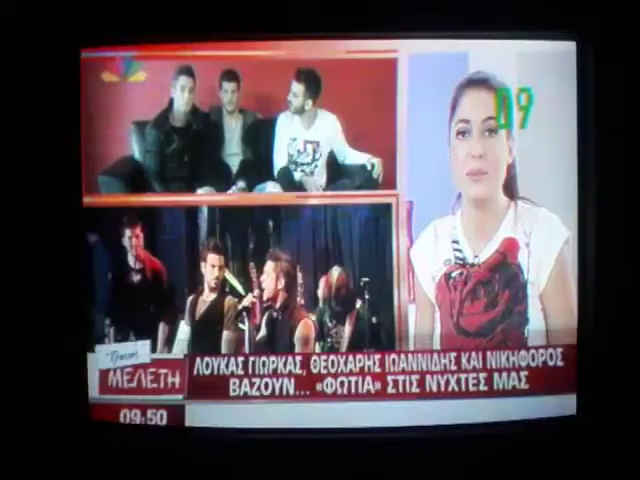 09
ΛΟΥΚΑΣ ΓΙΩΡΚΑΣ, ΘΕΟΧΑΡΗΣ ΙΩΑΝΝΙΔΗΣ ΚΑΙ ΝΙΚΗΦΟΡΟΣ
ΒΑΖΟΥΝ... «ΦΩΤΙΑ» ΣΤΙΣ ΝΥΧΤΕΣ ΜΑΣ
Πρωινή
ΜΕΛΕΤΗ
09:50